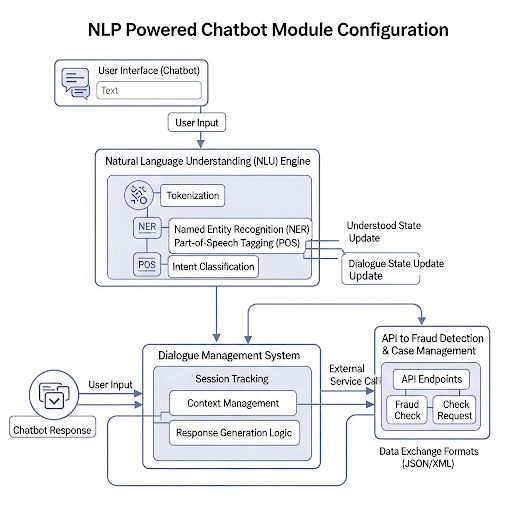 NLP Powered Chatbot Module Configuration
User Interface (Chatbot)
Text
User Input
Natural Language Understanding (NLU) Engine
Tokenization
NER
Named Entity Recognition (NER)
Part-of-Speech Tagging (POS)
POS
Intent Classification
Understood State
Update
Dialogue State Update
Update
Dialogue Management System
Session Tracking
Context Management
Response Generation Logic
User Input
Chatbot Response
External
Service Call
API to Fraud Detection
& Case Management
API Endpoints
Fraud
Check
Check
Request
Data Exchange Formats
(JSON/XML)